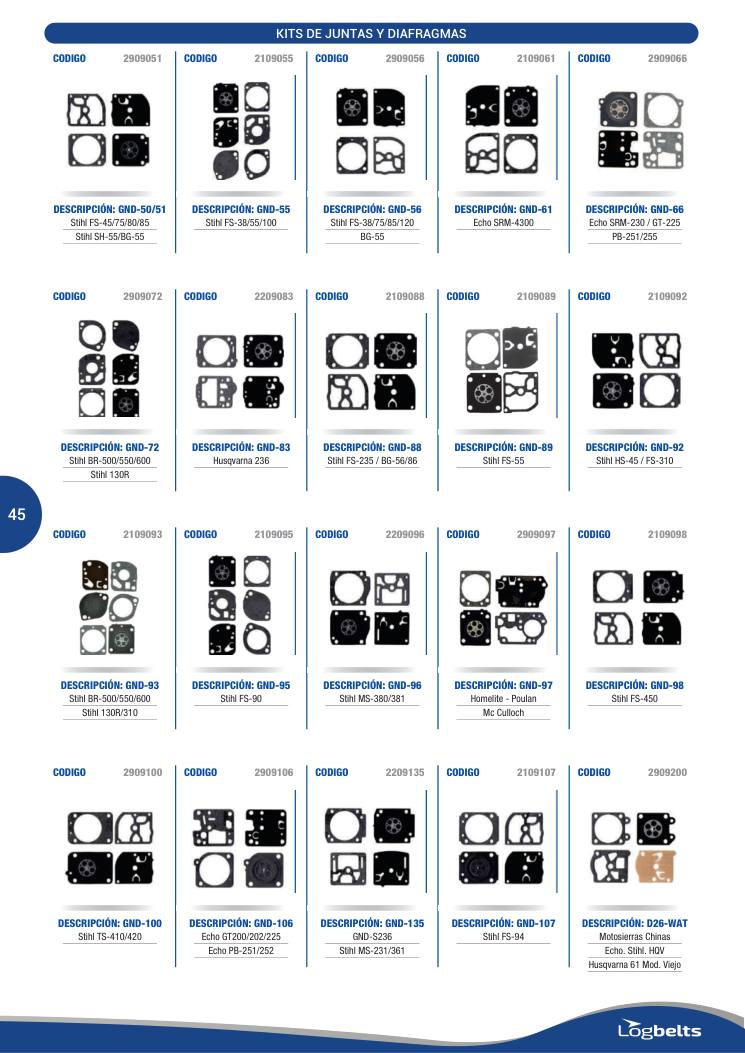 KITS DE JUNTAS Y DIAFRAGMAS
CODIGO 2909051
DESCRIPCIÓN: GND-50/51
Stihl FS-45/75/80/85
Stihl SH-55/BG-55
CODIGO 2109055
DESCRIPCIÓN: GND-55
Stihl FS-38/55/100
CODIGO 2909056
DESCRIPCIÓN: GND-56
Stihl FS-38/75/85/120
BG-55
CODIGO 2109061
DESCRIPCIÓN: GND-61
Echo SRM-4300
CODIGO 2909066
DESCRIPCIÓN: GND-66
Echo SRM-230 / GT-225
PB-251/255
CODIGO 2909072
DESCRIPCIÓN: GND-72
Stihl BR-500/550/600
Stihl 130R
CODIGO 2209083
DESCRIPCIÓN: GND-83
Husqvarna 236
CODIGO 2109088
DESCRIPCIÓN: GND-88
Stihl FS-235 / BG-56/86
CODIGO 2109089
DESCRIPCIÓN: GND-89
Stihl FS-55
CODIGO 2109092
DESCRIPCIÓN: GND-92
Stihl HS-45 / FS-310
45
CODIGO 2109093
DESCRIPCIÓN: GND-93
Stihl BR-500/550/600
Stihl 130R/310
CODIGO 2109095
DESCRIPCIÓN: GND-95
Stihl FS-90
CODIGO 2209096
DESCRIPCIÓN: GND-96
Stihl MS-380/381
CODIGO 2909097
DESCRIPCIÓN: GND-97
Homelite - Poulan
Mc Culloch
CODIGO 2109098
DESCRIPCIÓN: GND-98
Stihl FS-450
CODIGO 2909100
DESCRIPCIÓN: GND-100
Stihl TS-410/420
CODIGO 2909106
DESCRIPCIÓN: GND-106
Echo GT200/202/225
Echo PB-251/252
CODIGO 2209135
DESCRIPCIÓN: GND-135
GND-S236
Stihl MS-231/361
CODIGO 2109107
DESCRIPCIÓN: GND-107
Stihl FS-94
CODIGO 2909200
DESCRIPCIÓN: D26-WAT
Motosierras Chinas
Echo. Stihl. HQV
Husqvarna 61 Mod. Viejo
Logbelts